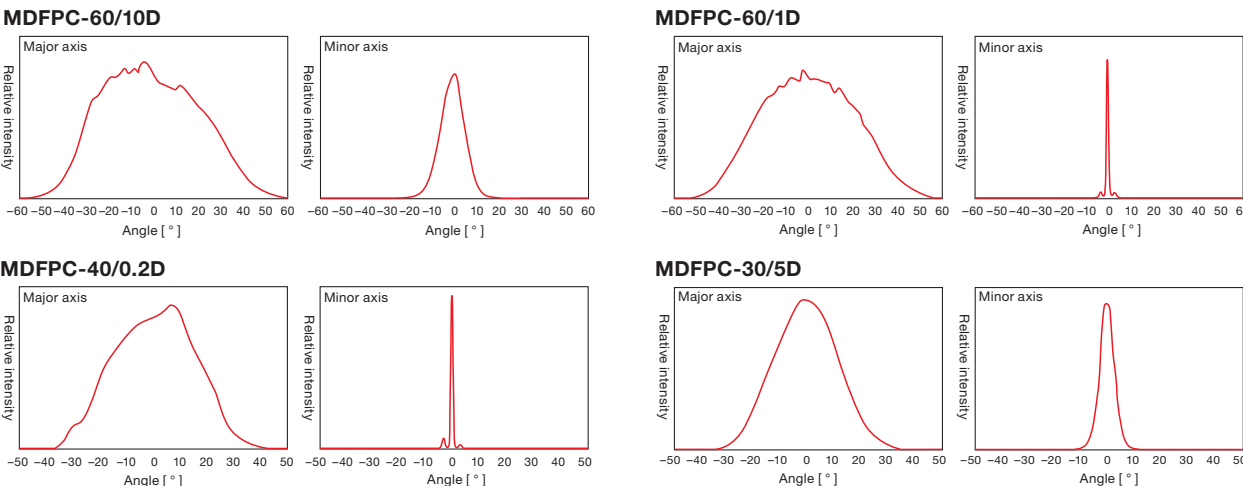 MDFPC-60/10D
Major axis
Relative intensity
−60 −50 −40 −30 −20 −10 0 10 20 30 40 50 60
Angle [ ° ]
Minor axis
Relative intensity
−60 −50 −40 −30 −20 −10 0 10 20 30 40 50 60
Angle [ ° ]
MDFPC-60/1D
Major axis
Relative intensity
−60 −50 −40 −30 −20 −10 0 10 20 30 40 50 60
Angle [ ° ]
Minor axis
Relative intensity
−60 −50 −40 −30 −20 −10 0 10 20 30 40 50 6
Angle [ ° ]
MDFPC-40/0.2D
Major axis
Relative intensity
−50 −40 −30 −20 −10 0 10 20 30 40 50
Angle [ ° ]
Minor axis
Relative intensity
−50 −40 −30 −20 −10 0 10 20 30 40 50
Angle [ ° ]
MDFPC-30/5D
Major axis
Relative intensity
−50 −40 −30 −20 −10 0 10 20 30 40 50
Angle [ ° ]
Minor axis
Relative intensity
−50 −40 −30 −20 −10 0 10 20 30 40 50
Angle [ ° ]